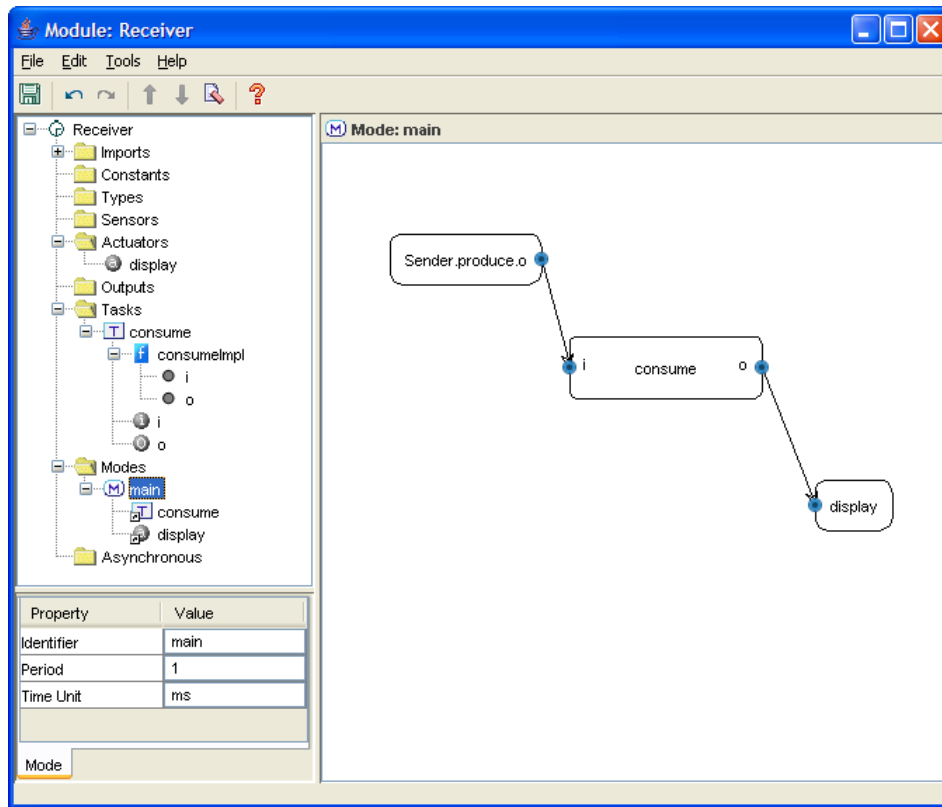 Module: Receiver
File Edit Tools Help
Receiver
Imports
Constants
Types
Sensors
Actuators
a display
Outputs
Tasks
T consume
f consumeImpl
i
o
i i
o o
Modes
M main
T consume
a display
Asynchronous
Property Value
Identifier main
Period 1
Time Unit ms
Mode
M Mode: main
Sender.produce.o
i consume o
display